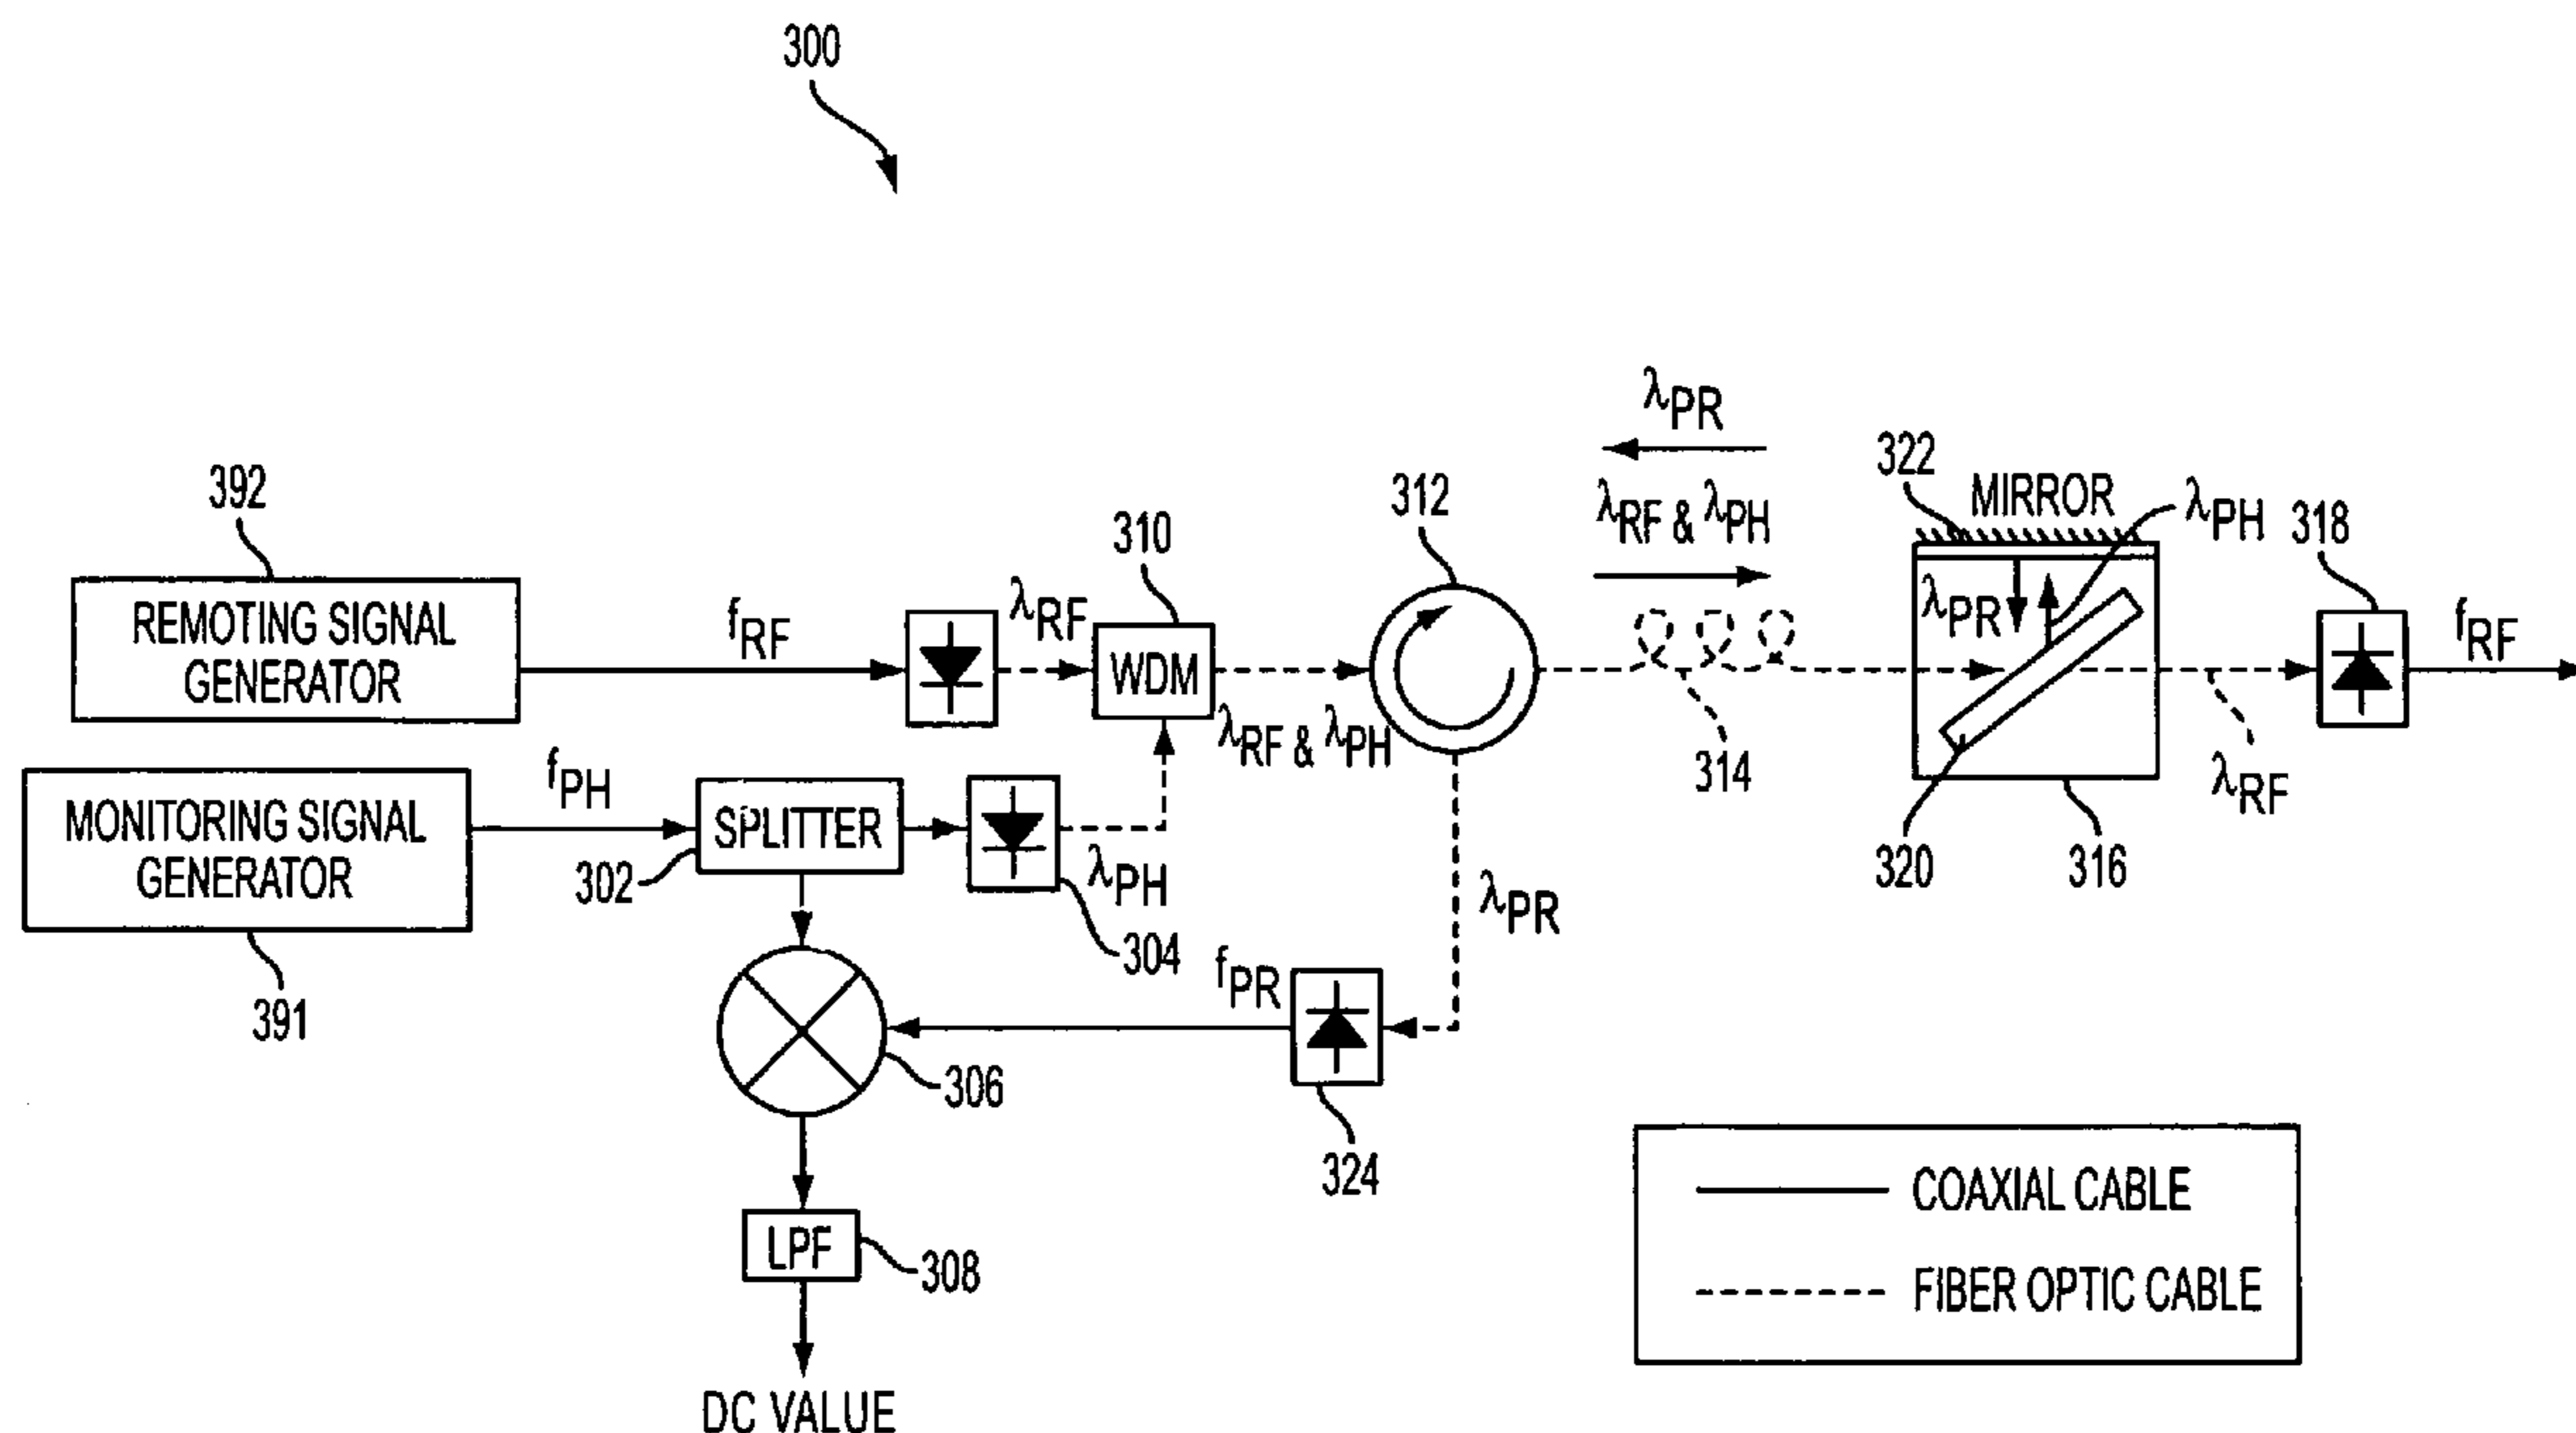 300
λPR
λRF & λPH
392
310
312
322
MIRROR
λPH
318
REMOTING SIGNAL
GENERATOR
fRF
λRF
WDM
λRF & λPH
λPR
fRF
314
λRF
320
316
MONITORING SIGNAL
GENERATOR
fPH
SPLITTER
302
λPH
304
391
λPR
fPR
306
324
LPF
308
DC VALUE
COAXIAL CABLE
FIBER OPTIC CABLE